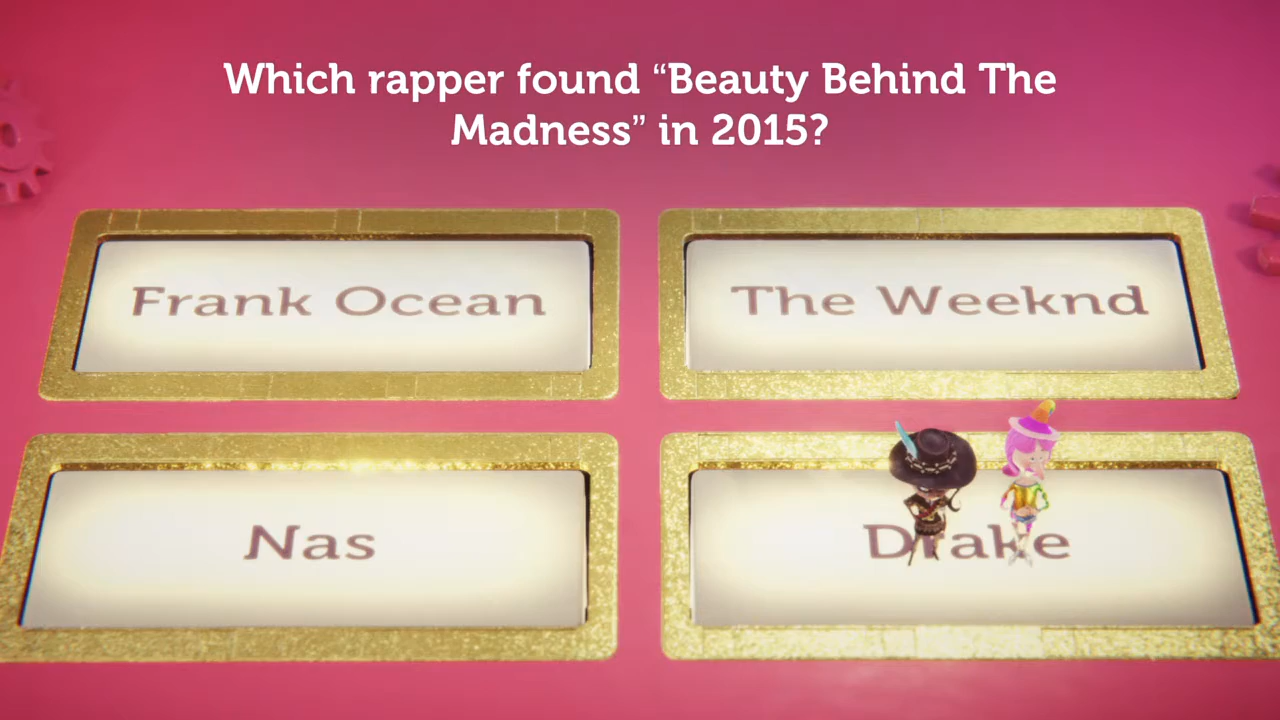 Which rapper found “Beauty Behind The
Madness” in 2015?
Frank Ocean
The Weeknd
Nas
Drake